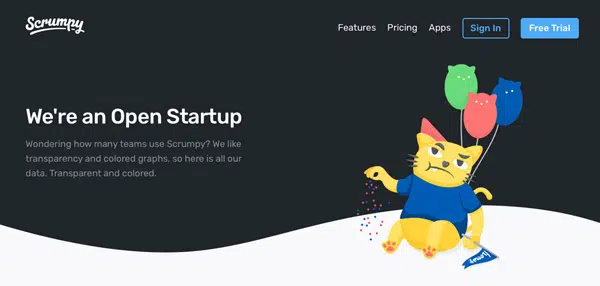 Scrumpy
Features
Pricing
Apps
Sign In
Free Trial
We're an Open Startup
Wondering how many teams use Scrumpy? We like
transparency and colored graphs, so here is all our
data. Transparent and colored.